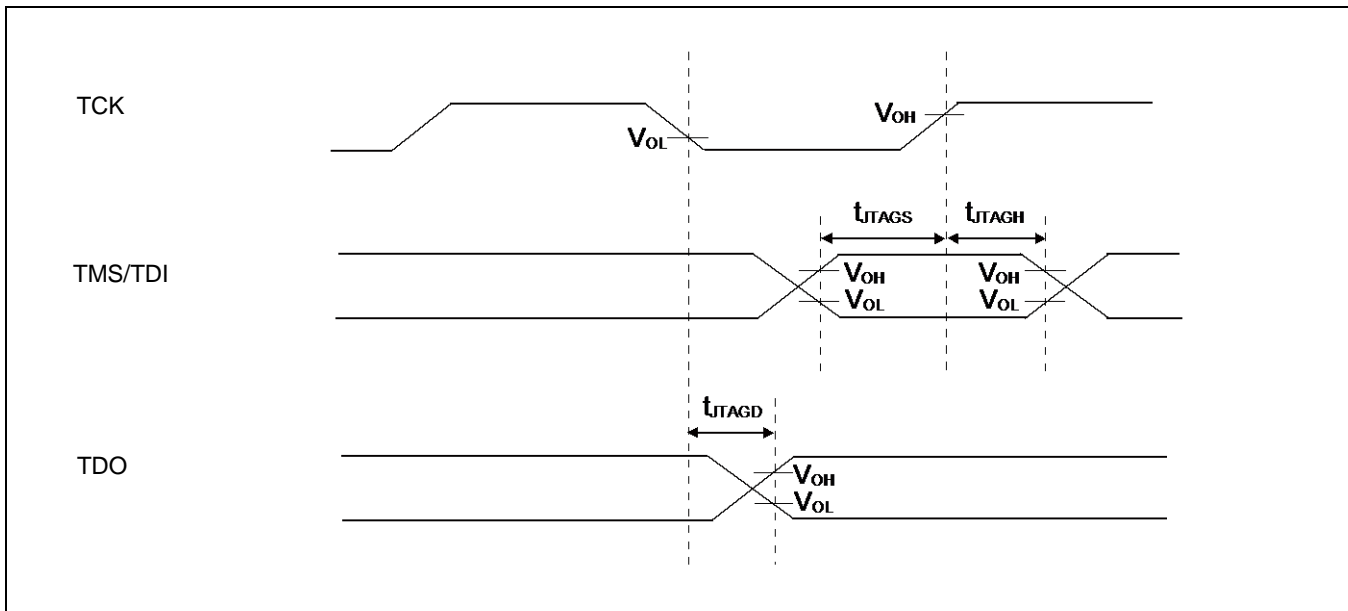 TCK
VOL
VOH
tJTAGS
tJTAGH
TMS/TDI
VOH
VOH
VOL
VOL
tJTAGD
TDO
VOH
VOL